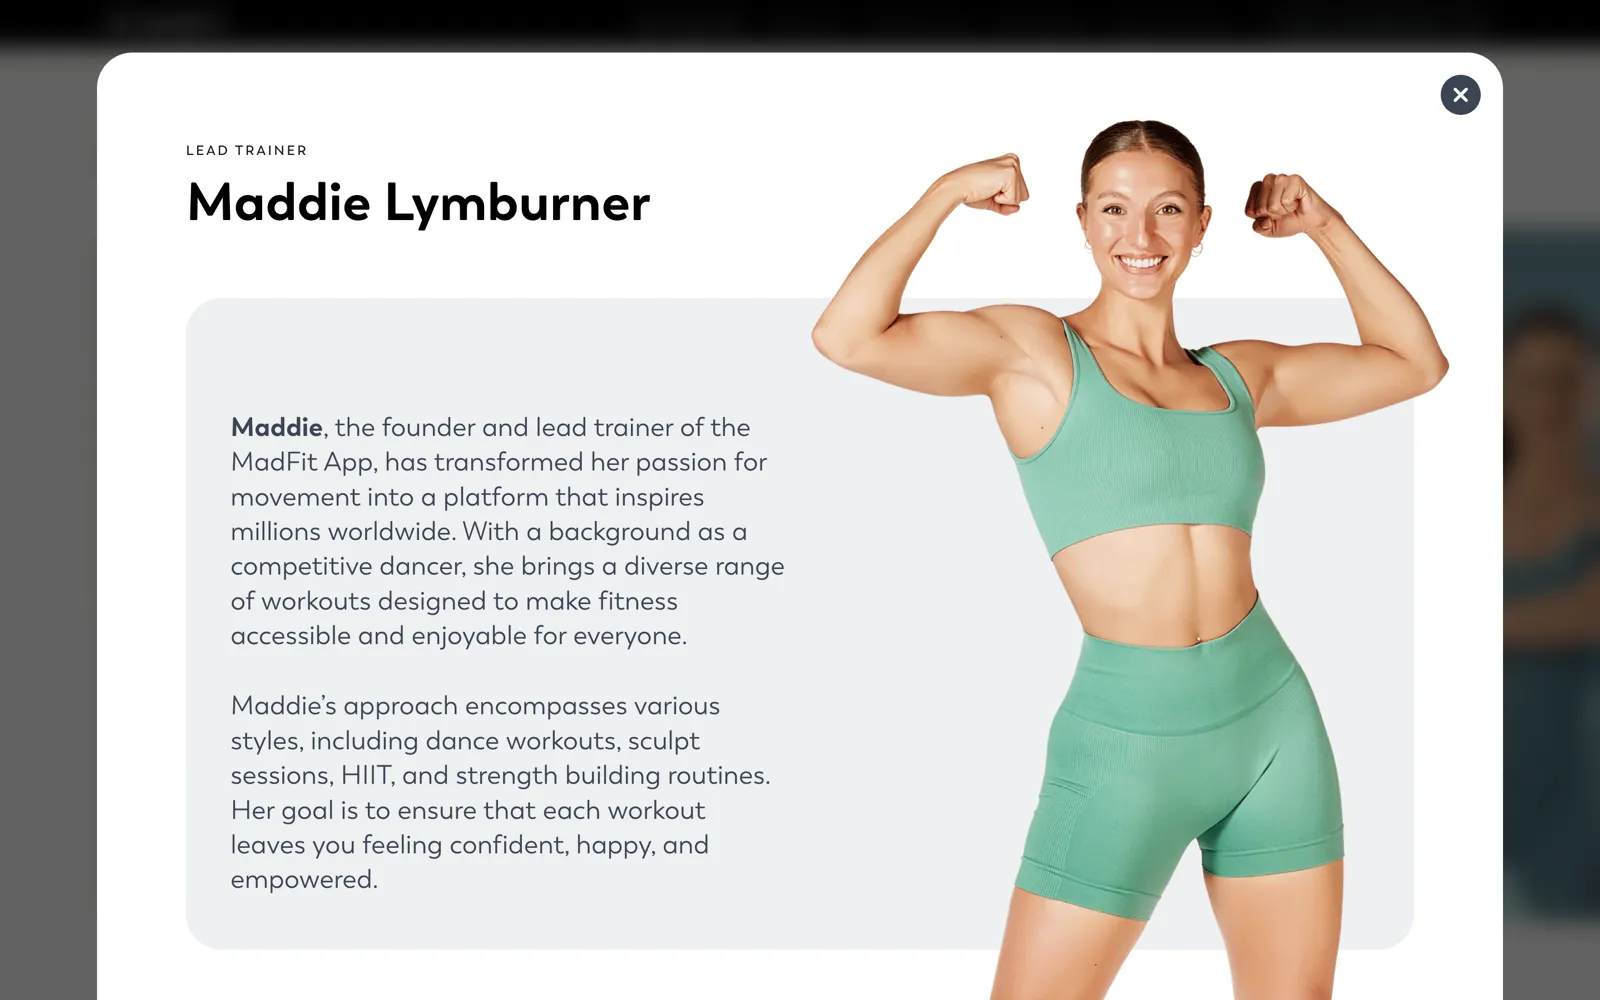 LEAD TRAINER
Maddie Lymburner
Maddie, the founder and lead trainer of the
MadFit App, has transformed her passion for
movement into a platform that inspires
millions worldwide. With a background as a
competitive dancer, she brings a diverse range
of workouts designed to make fitness
accessible and enjoyable for everyone.
Maddie’s approach encompasses various
styles, including dance workouts, sculpt
sessions, HIIT, and strength building routines.
Her goal is to ensure that each workout
leaves you feeling confident, happy, and
empowered.